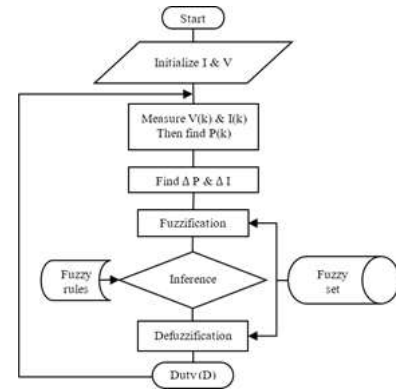 Start
Initialize I & V
Measure V(k) & I(k)
Then find P(k)
Find Δ P & Δ I
Fuzzification
Fuzzy
rules
Inference
Fuzzy
set
Defuzzification
Duty (D)